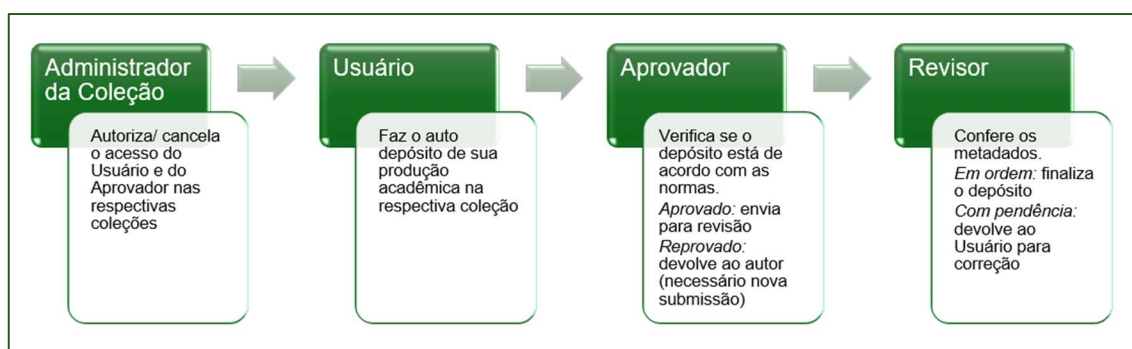 Administrador
da Coleção
Autoriza/ cancela
o acesso do
Usuário e do
Aprovador nas
respectivas
coleções
Usuário
Faz o auto
depósito de sua
produção
acadêmica na
respectiva coleção
Aprovador
Verifica se o
depósito está de
acordo com as
normas.
Aprovado: envia
para revisão
Reprovado:
devolve ao autor
(necessário nova
submissão)
Revisor
Confere os
metadados.
Em ordem: finaliza
o depósito
Com pendência:
devolve ao
Usuário para
correção